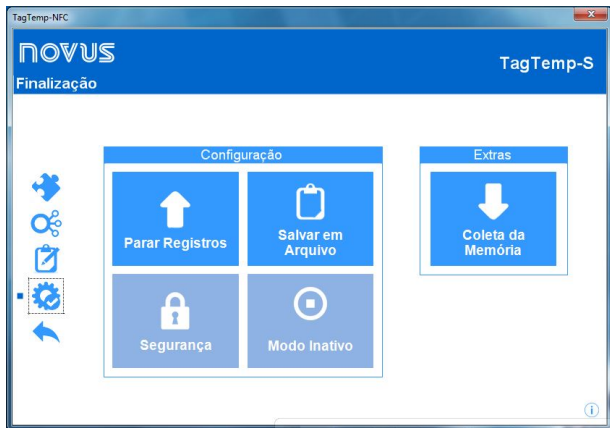 TagTemp-NFC
NOVUS
TagTemp-S
Finalização
Configuração
Extras
Parar Registros
Salvar em
Arquivo
Coleta da
Memória
Segurança
Modo Inativo